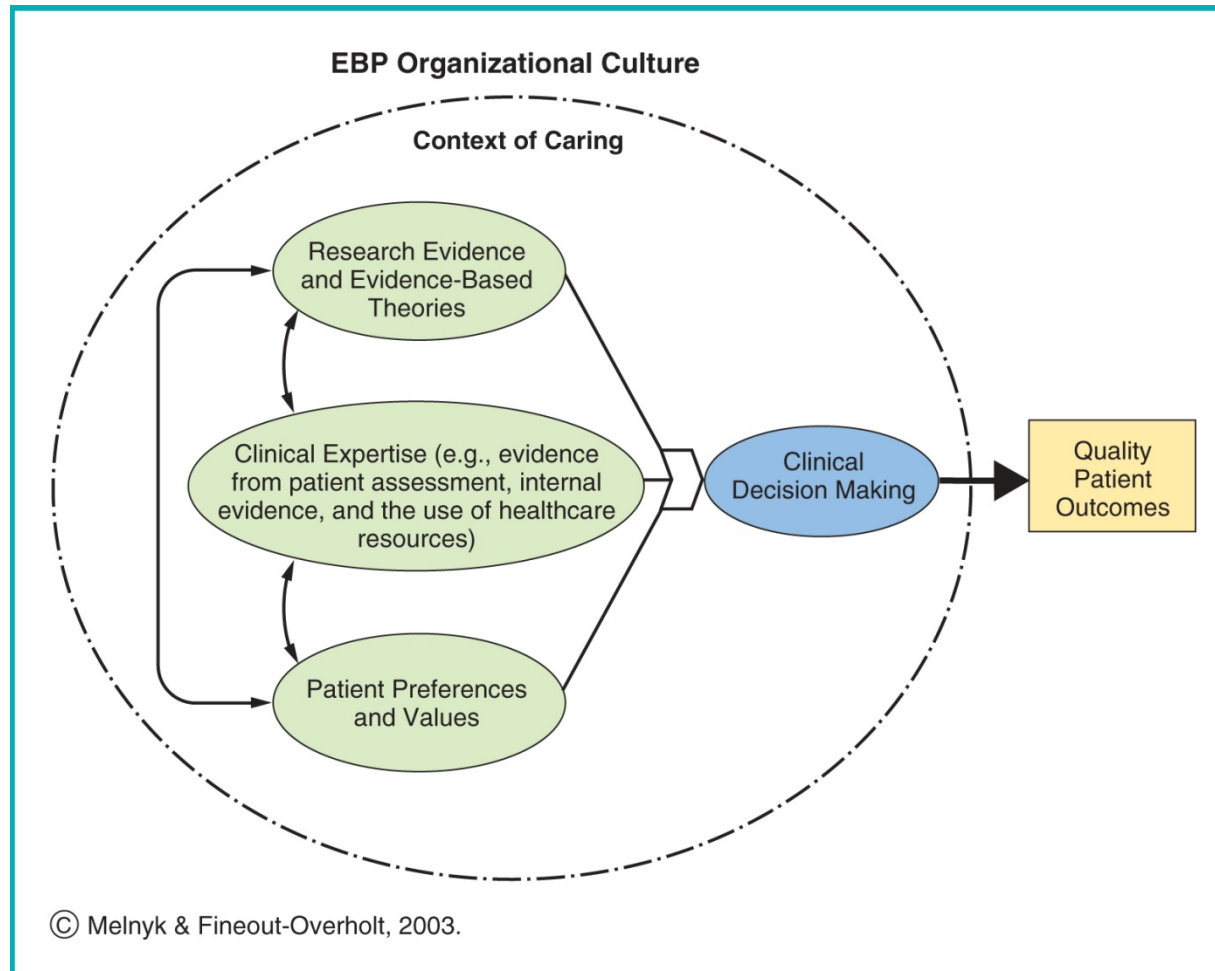 EBP Organizational Culture
Context of Caring
Research Evidence
and Evidence-Based
Theories
Clinical Expertise (e.g., evidence
from patient assessment, internal
evidence, and the use of healthcare
resources)
Patient Preferences
and Values
Clinical
Decision Making
Quality
Patient
Outcomes
© Melnyk & Fineout-Overholt, 2003.